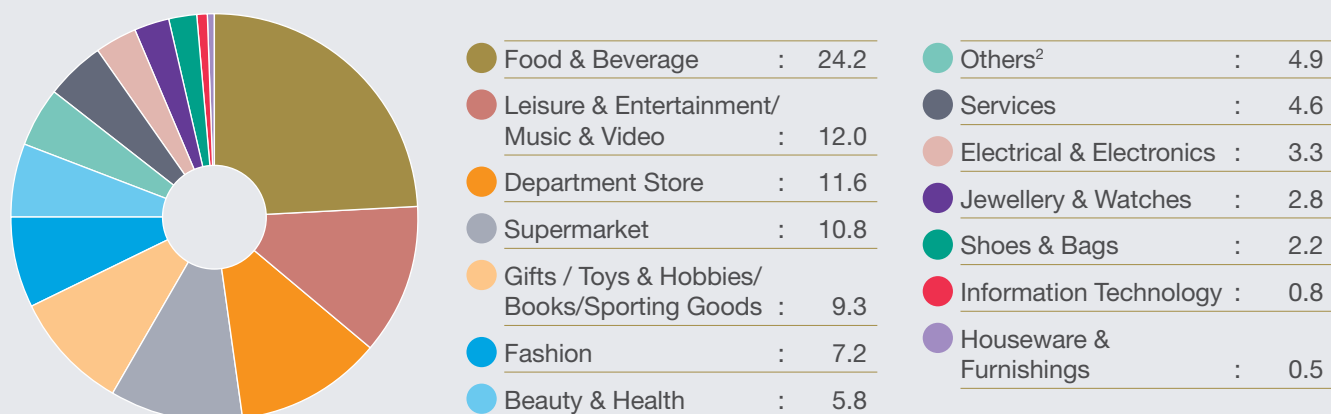 Food & Beverage : 24.2
Leisure & Entertainment/
Music & Video : 12.0
Department Store : 11.6
Supermarket : 10.8
Gifts / Toys & Hobbies/
Books/Sporting Goods : 9.3
Fashion : 7.2
Beauty & Health : 5.8
Others² : 4.9
Services : 4.6
Electrical & Electronics : 3.3
Jewellery & Watches : 2.8
Shoes & Bags : 2.2
Information Technology : 0.8
Houseware &
Furnishings : 0.5